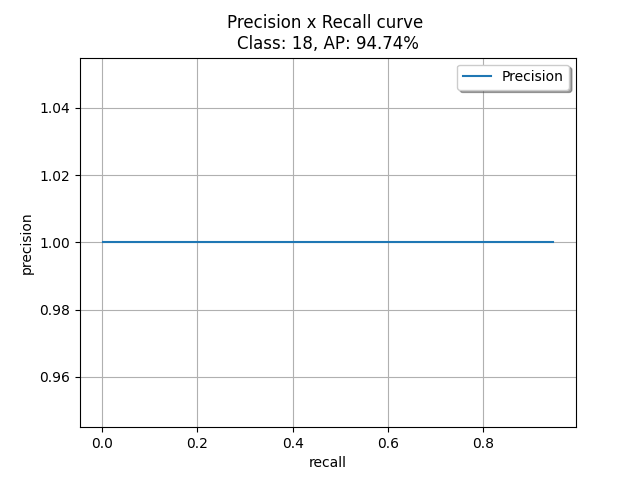 Precision x Recall curve
Class: 18, AP: 94.74%
Precision
1.04
1.02
1.00
0.98
0.96
precision
0.0 0.2 0.4 0.6 0.8
recall